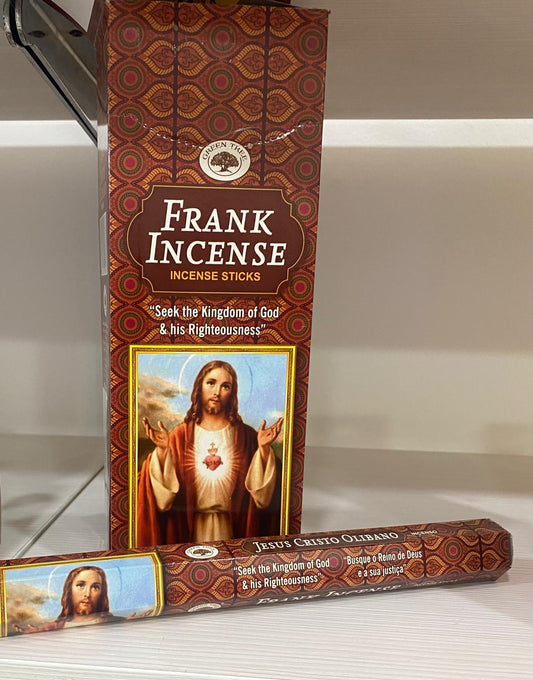 GREEN TREE
FRANK
INCENSE
INCENSE STICKS
"Seek the Kingdom of God
& his Righteousness"
JESUS CRISTO OLIBANO
INCENSO
"Seek the Kingdom of God
& his Righteousness"
"Busque o Reino de Deus
e a sua justiça"
FRANK INCENSE